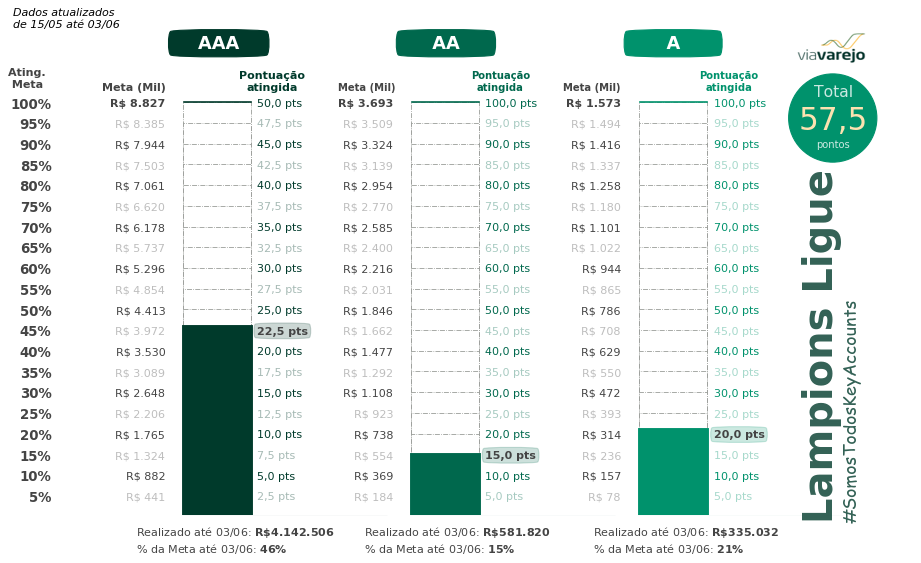 Dados atualizados
de 15/05 até 03/06
AAA
AA
A
viavarejo
Ating.
Meta
Meta (Mil)
Pontuação
atingida
Meta (Mil)
Pontuação
atingida
Meta (Mil)
Pontuação
atingida
Total
57,5
pontos
100% R$ 8.827 50,0 pts R$ 3.693 100,0 pts R$ 1.573 100,0 pts
95% R$ 8.385 47,5 pts R$ 3.509 95,0 pts R$ 1.494 95,0 pts
90% R$ 7.944 45,0 pts R$ 3.324 90,0 pts R$ 1.416 90,0 pts
85% R$ 7.503 42,5 pts R$ 3.139 85,0 pts R$ 1.337 85,0 pts
80% R$ 7.061 40,0 pts R$ 2.954 80,0 pts R$ 1.258 80,0 pts
75% R$ 6.620 37,5 pts R$ 2.770 75,0 pts R$ 1.180 75,0 pts
70% R$ 6.178 35,0 pts R$ 2.585 70,0 pts R$ 1.101 70,0 pts
65% R$ 5.737 32,5 pts R$ 2.400 65,0 pts R$ 1.022 65,0 pts
60% R$ 5.296 30,0 pts R$ 2.216 60,0 pts R$ 944 60,0 pts
55% R$ 4.854 27,5 pts R$ 2.031 55,0 pts R$ 865 55,0 pts
50% R$ 4.413 25,0 pts R$ 1.846 50,0 pts R$ 786 50,0 pts
45% R$ 3.972 22,5 pts R$ 1.662 45,0 pts R$ 708 45,0 pts
40% R$ 3.530 20,0 pts R$ 1.477 40,0 pts R$ 629 40,0 pts
35% R$ 3.089 17,5 pts R$ 1.292 35,0 pts R$ 550 35,0 pts
30% R$ 2.648 15,0 pts R$ 1.108 30,0 pts R$ 472 30,0 pts
25% R$ 2.206 12,5 pts R$ 923 25,0 pts R$ 393 25,0 pts
20% R$ 1.765 10,0 pts R$ 738 20,0 pts R$ 314 20,0 pts
15% R$ 1.324 7,5 pts R$ 554 15,0 pts R$ 236 15,0 pts
10% R$ 882 5,0 pts R$ 369 10,0 pts R$ 157 10,0 pts
5% R$ 441 2,5 pts R$ 184 5,0 pts R$ 78 5,0 pts
Lampions Ligue
#SomosTodosKeyAccounts
Realizado até 03/06: R$4.142.506
% da Meta até 03/06: 46%
Realizado até 03/06: R$581.820
% da Meta até 03/06: 15%
Realizado até 03/06: R$335.032
% da Meta até 03/06: 21%